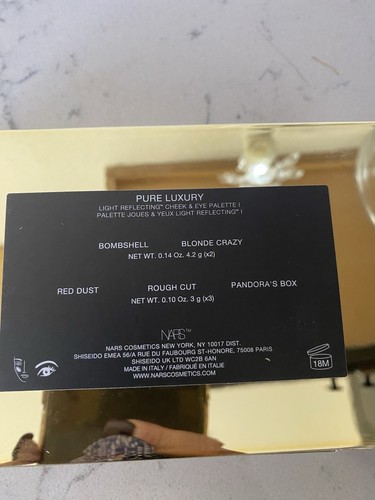 PURE LUXURY
LIGHT REFLECTING™ CHEEK & EYE PALETTE I
PALETTE JOUES & YEUX LIGHT REFLECTING™ I
BOMBSHELL BLONDE CRAZY
NET WT. 0.14 Oz. 4.2 g (x2)
RED DUST ROUGH CUT PANDORA'S BOX
NET WT. 0.10 Oz. 3 g (x3)
NARS™
NARS COSMETICS NEW YORK, NY 10017 DIST.
SHISEIDO EMEA 56/A RUE DU FAUBOURG ST-HONORE, 75008 PARIS
SHISEIDO UK LTD WC2B 6AN
MADE IN ITALY / FABRIQUÉ EN ITALIE
WWW.NARSCOSMETICS.COM
18M